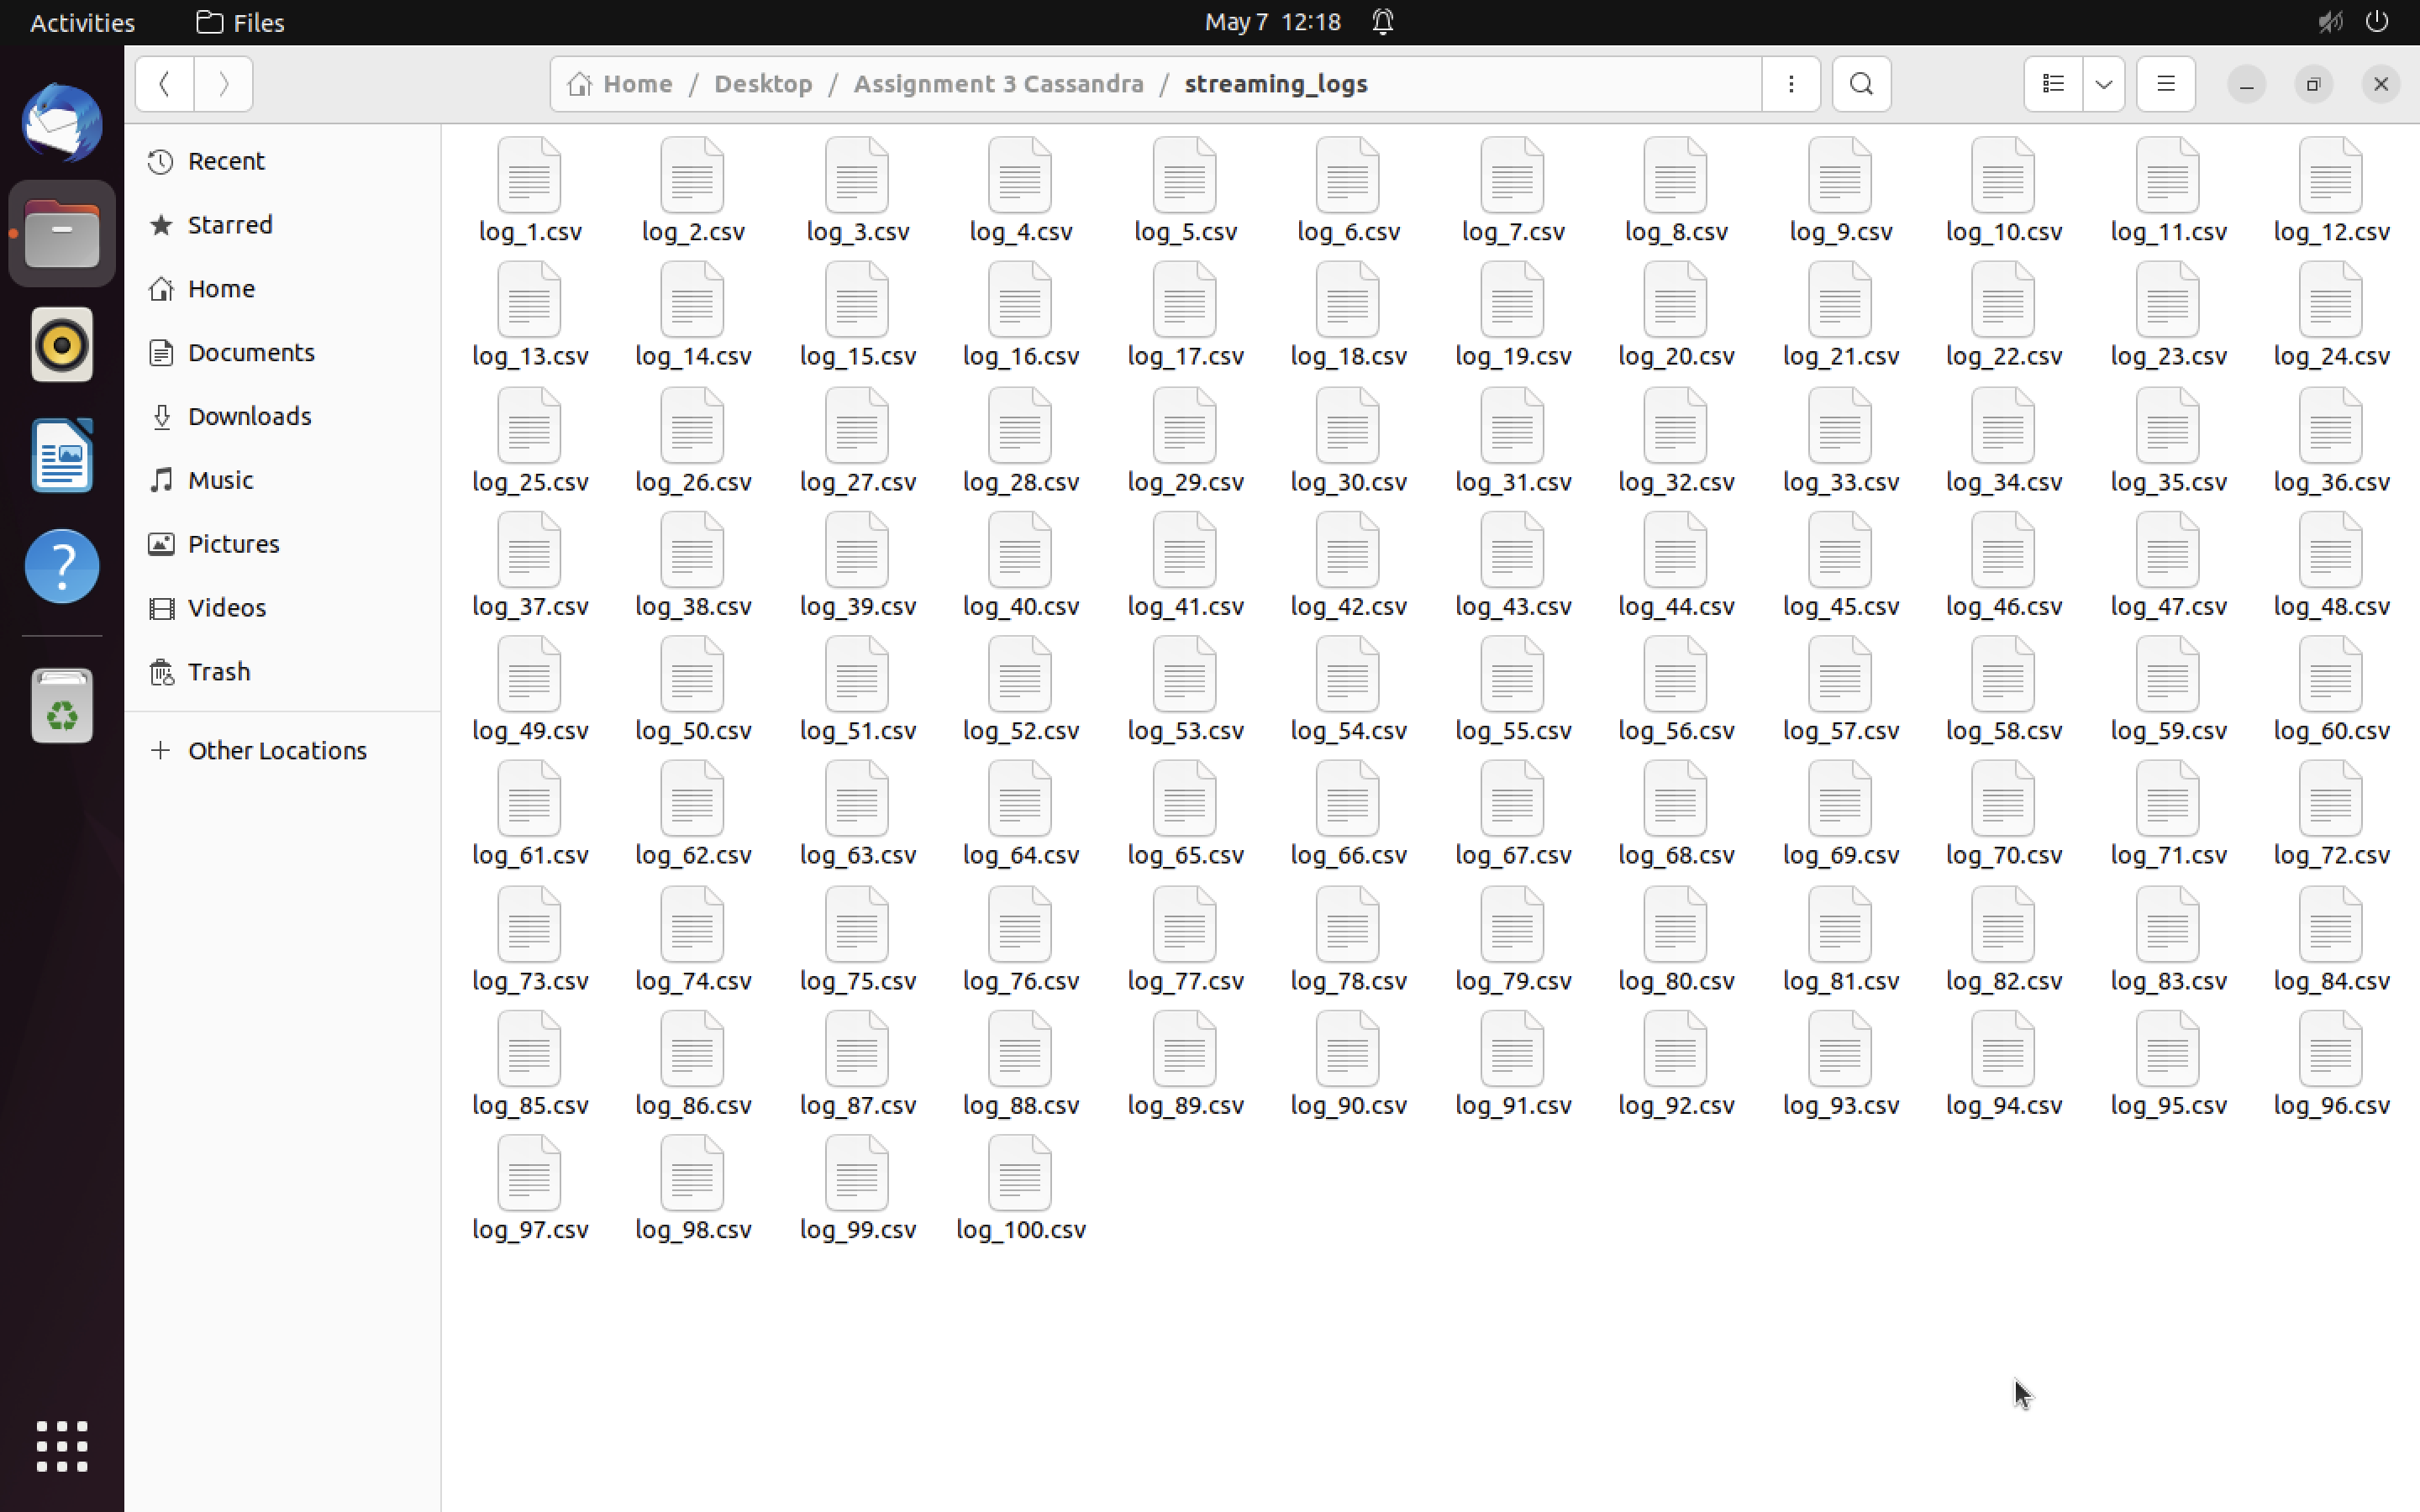 Activities Files May 7 12:18
Home / Desktop / Assignment 3 Cassandra / streaming_logs
Recent
Starred
Home
Documents
Downloads
Music
Pictures
Videos
Trash
Other Locations
log_1.csv log_2.csv log_3.csv log_4.csv log_5.csv log_6.csv log_7.csv log_8.csv log_9.csv log_10.csv log_11.csv log_12.csv
log_13.csv log_14.csv log_15.csv log_16.csv log_17.csv log_18.csv log_19.csv log_20.csv log_21.csv log_22.csv log_23.csv log_24.csv
log_25.csv log_26.csv log_27.csv log_28.csv log_29.csv log_30.csv log_31.csv log_32.csv log_33.csv log_34.csv log_35.csv log_36.csv
log_37.csv log_38.csv log_39.csv log_40.csv log_41.csv log_42.csv log_43.csv log_44.csv log_45.csv log_46.csv log_47.csv log_48.csv
log_49.csv log_50.csv log_51.csv log_52.csv log_53.csv log_54.csv log_55.csv log_56.csv log_57.csv log_58.csv log_59.csv log_60.csv
log_61.csv log_62.csv log_63.csv log_64.csv log_65.csv log_66.csv log_67.csv log_68.csv log_69.csv log_70.csv log_71.csv log_72.csv
log_73.csv log_74.csv log_75.csv log_76.csv log_77.csv log_78.csv log_79.csv log_80.csv log_81.csv log_82.csv log_83.csv log_84.csv
log_85.csv log_86.csv log_87.csv log_88.csv log_89.csv log_90.csv log_91.csv log_92.csv log_93.csv log_94.csv log_95.csv log_96.csv
log_97.csv log_98.csv log_99.csv log_100.csv